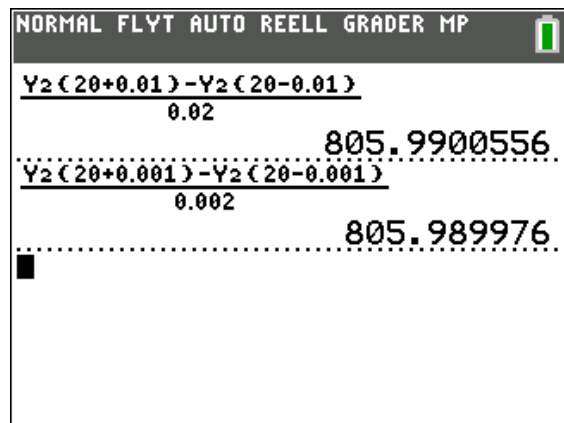 NORMAL FLYT AUTO REELL GRADER MP
Y₂(20+0.01)-Y₂(20-0.01)
0.02
805.9900556
Y₂(20+0.001)-Y₂(20-0.001)
0.002
805.989976